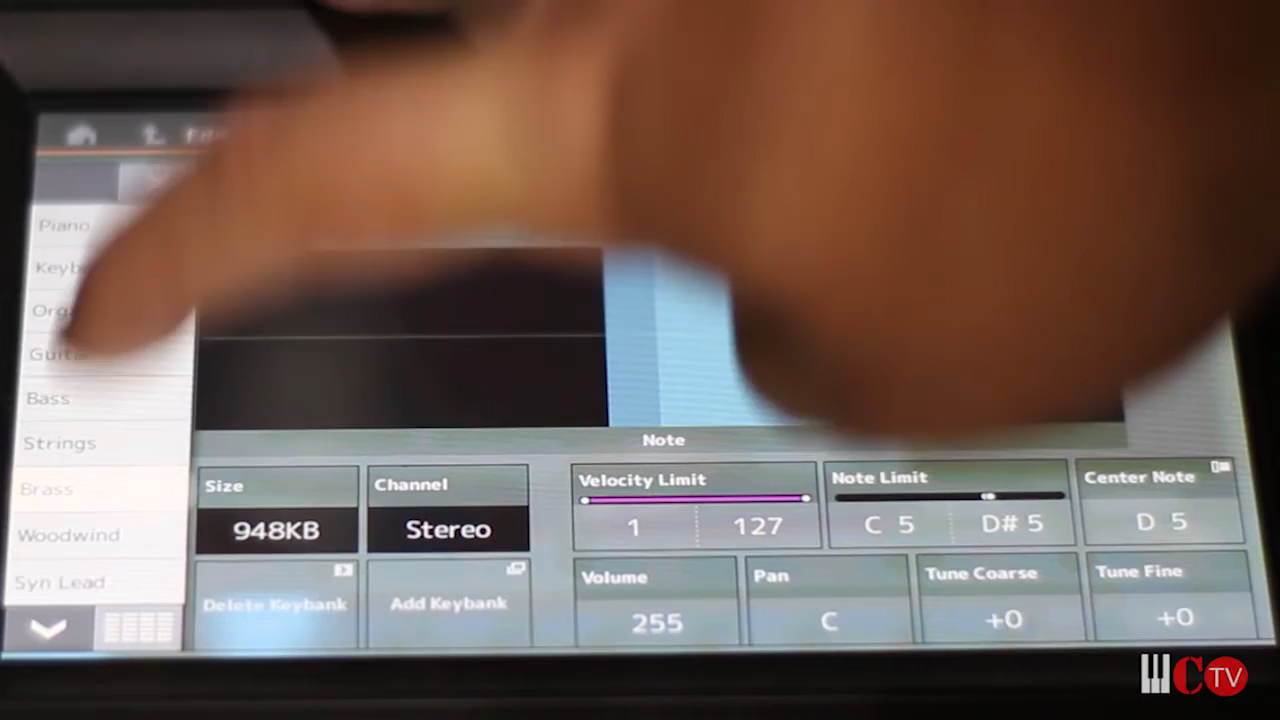 Piano
Bass
Strings
Brass
Woodwind
Syn Lead
Note
Size
948KB
Channel
Stereo
Velocity Limit
1 127
Note Limit
C 5 D# 5
Center Note
D 5
Delete Keybank
Add Keybank
Volume
255
Pan
C
Tune Coarse
+0
Tune Fine
+0
CTV